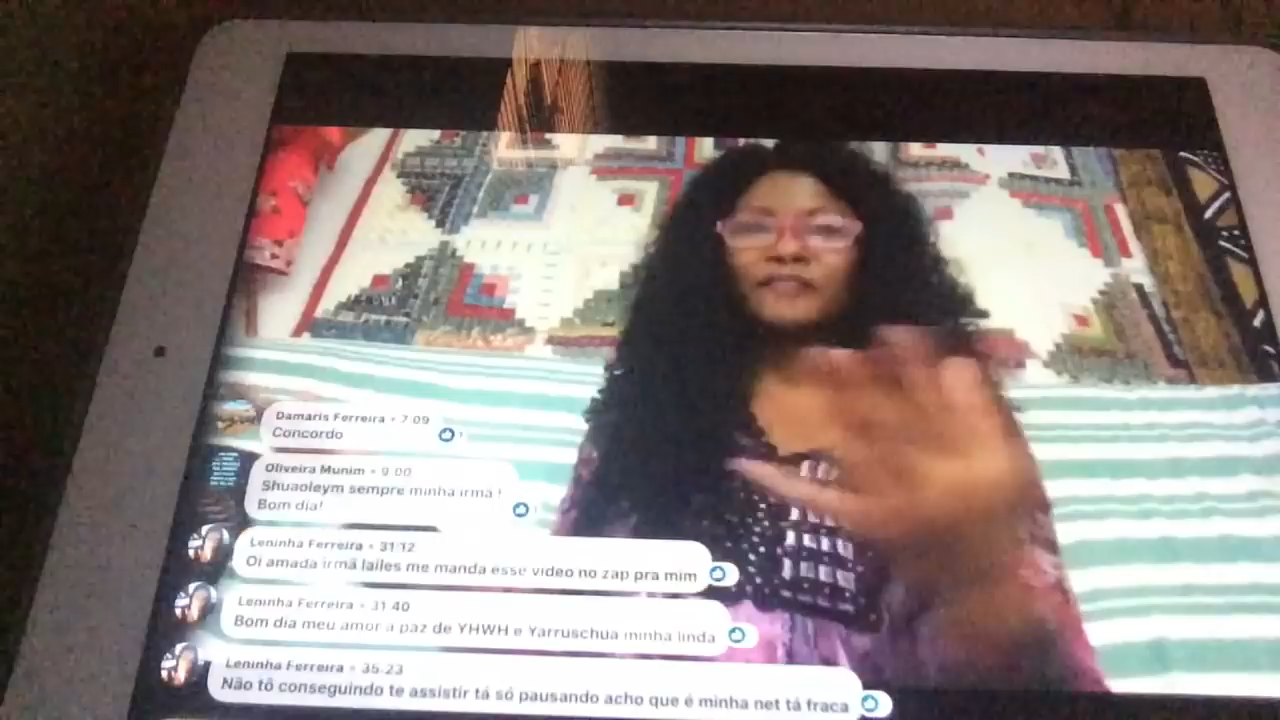 Damaris Ferreira • 7:09
Concordo
Oliveira Munim • 9:00
Shuaoleym sempre minha irmã !
Bom dia!
Leninha Ferreira • 31:12
Oi amada irmã lailes me manda esse video no zap pra mim
Leninha Ferreira • 31:40
Bom dia meu amor a paz de YHWH e Yarruschua minha linda
Leninha Ferreira • 35:23
Não tô conseguindo te assistir tá só pausando acho que é minha net tá fraca